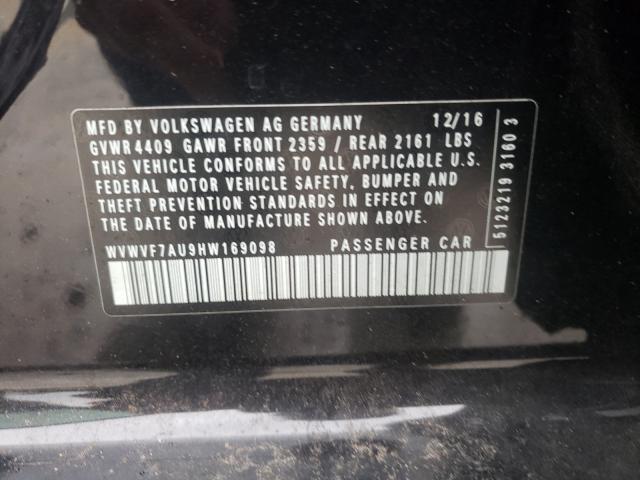 MFD BY VOLKSWAGEN AG GERMANY 12/16
GVWR 4409 GAWR FRONT 2359 / REAR 2161 LBS
THIS VEHICLE CONFORMS TO ALL APPLICABLE U.S.
FEDERAL MOTOR VEHICLE SAFETY, BUMPER AND
THEFT PREVENTION STANDARDS IN EFFECT ON
THE DATE OF MANUFACTURE SHOWN ABOVE.
WVWVF7AU9HW169098 PASSENGER CAR
5123219 3160 3